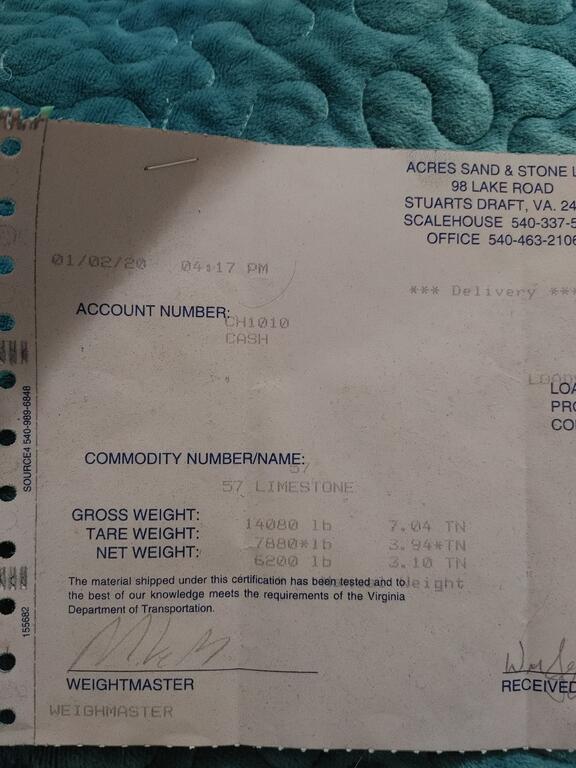 ACRES SAND & STONE L
98 LAKE ROAD
STUARTS DRAFT, VA. 24
SCALEHOUSE 540-337-5
OFFICE 540-463-2106
01/02/20 04:17 PM
*** Delivery ***
ACCOUNT NUMBER:
CH1010
CASH
LOA
PRO
CO
COMMODITY NUMBER/NAME:
57
57 LIMESTONE
GROSS WEIGHT: 14080 lb 7.04 TN
TARE WEIGHT: 7880*lb 3.94*TN
NET WEIGHT: 6200 lb 3.10 TN
Weight
The material shipped under this certification has been tested and to
the best of our knowledge meets the requirements of the Virginia
Department of Transportation.
WEIGHTMASTER
RECEIVED
WEIGHMASTER
SOURCE4 540-989-6848
155682